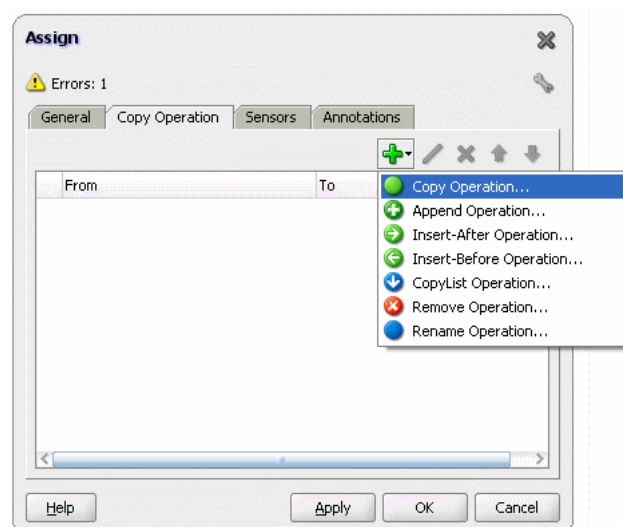 Assign
Errors: 1
General Copy Operation Sensors Annotations
From To
Copy Operation...
Append Operation...
Insert-After Operation...
Insert-Before Operation...
CopyList Operation...
Remove Operation...
Rename Operation...
Help Apply OK Cancel